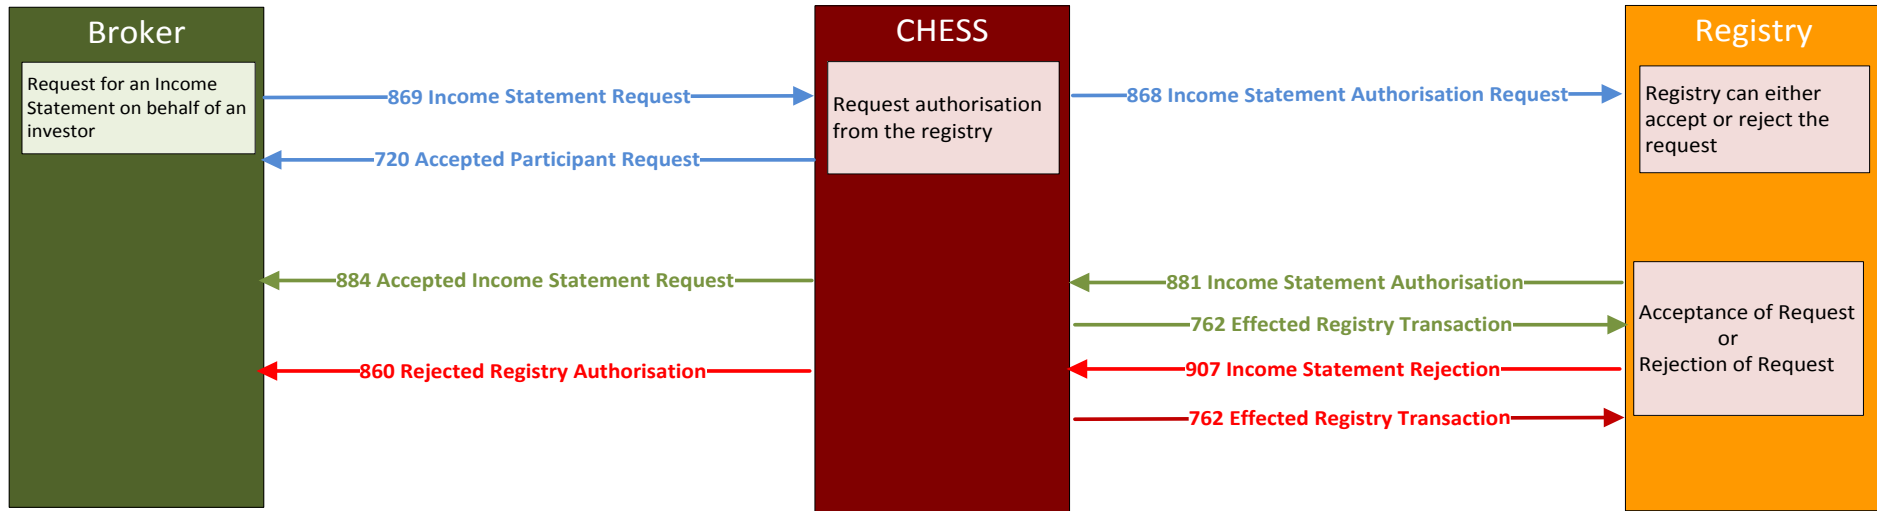 Broker
CHESS
Registry
Request for an Income
Statement on behalf of an
investor
869 Income Statement Request
720 Accepted Participant Request
Request authorisation
from the registry
868 Income Statement Authorisation Request
Registry can either
accept or reject the
request
884 Accepted Income Statement Request
881 Income Statement Authorisation
762 Effected Registry Transaction
860 Rejected Registry Authorisation
907 Income Statement Rejection
762 Effected Registry Transaction
Acceptance of Request
or
Rejection of Request